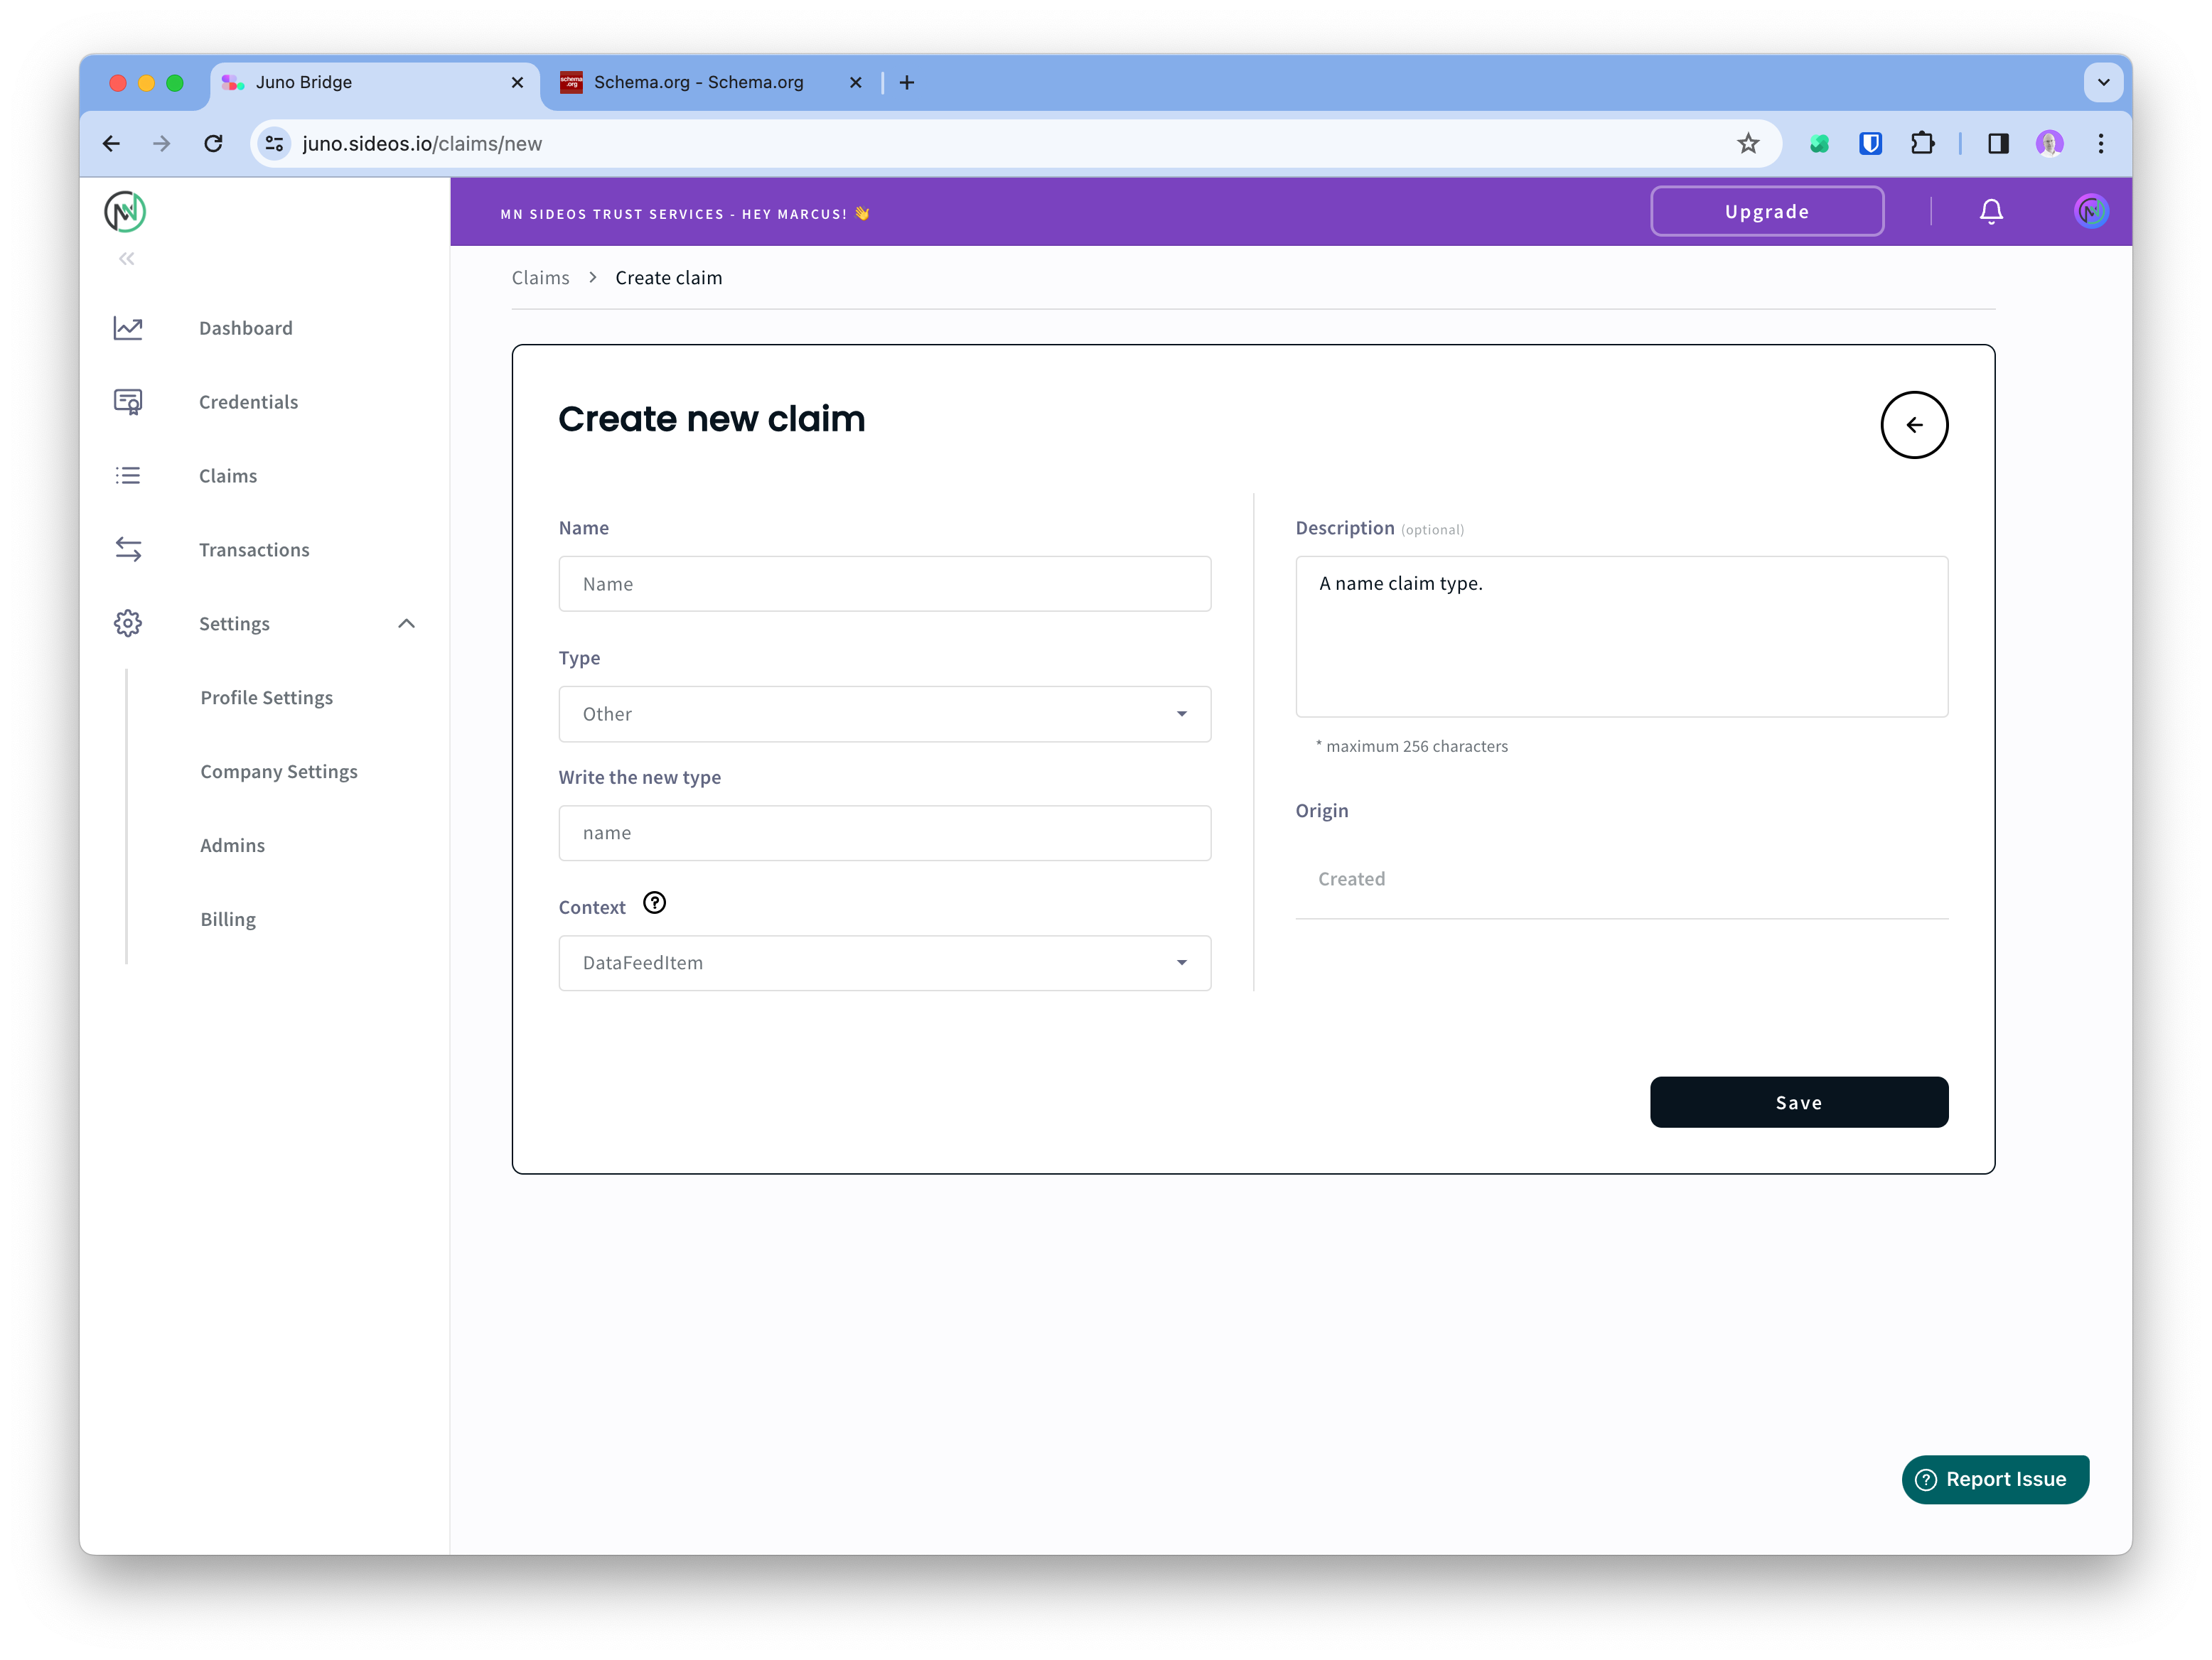 Juno Bridge
schema.org
Schema.org - Schema.org
juno.sideos.io/claims/new
MN SIDEOS TRUST SERVICES - HEY MARCUS! 👋
Upgrade
Claims > Create claim
Dashboard
Credentials
Claims
Transactions
Settings
Profile Settings
Company Settings
Admins
Billing
Create new claim
Name
Name
Type
Other
Write the new type
name
Context
DataFeedItem
Description (optional)
A name claim type.
* maximum 256 characters
Origin
Created
Save
Report Issue